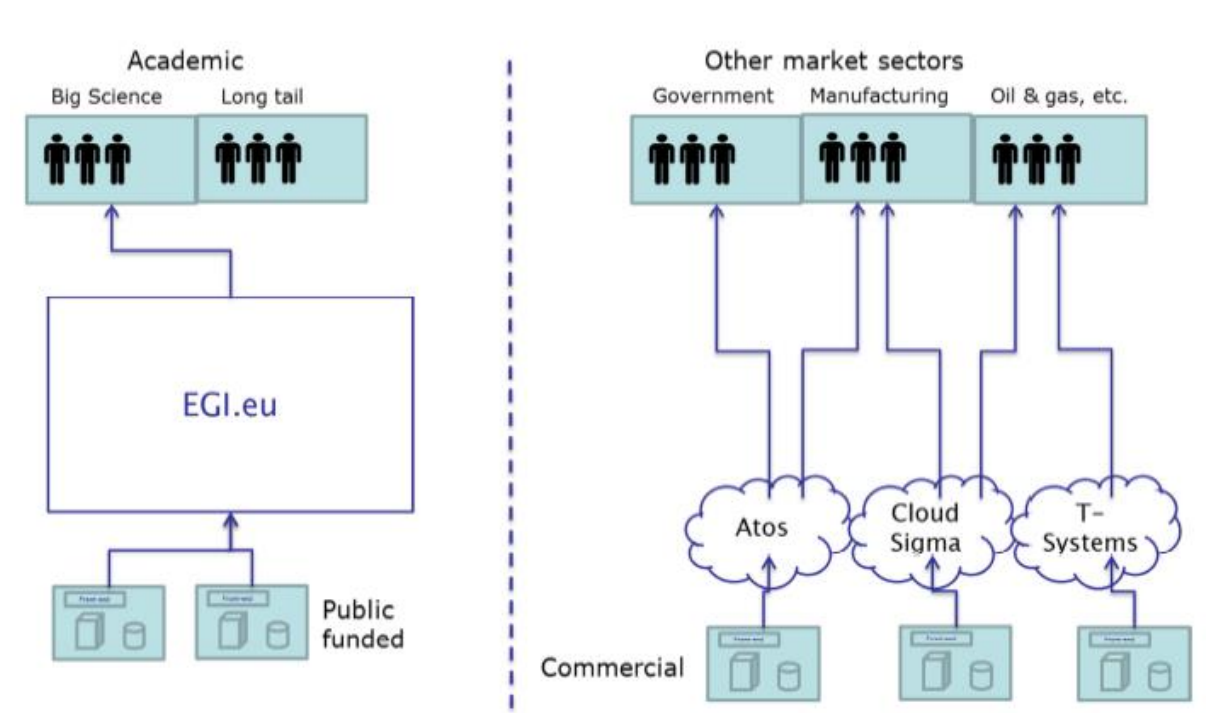 Academic
Big Science
Long tail
EGI.eu
Public
funded
Other market sectors
Government
Manufacturing
Oil & gas, etc.
Atos
Cloud
Sigma
T-
Systems
Commercial